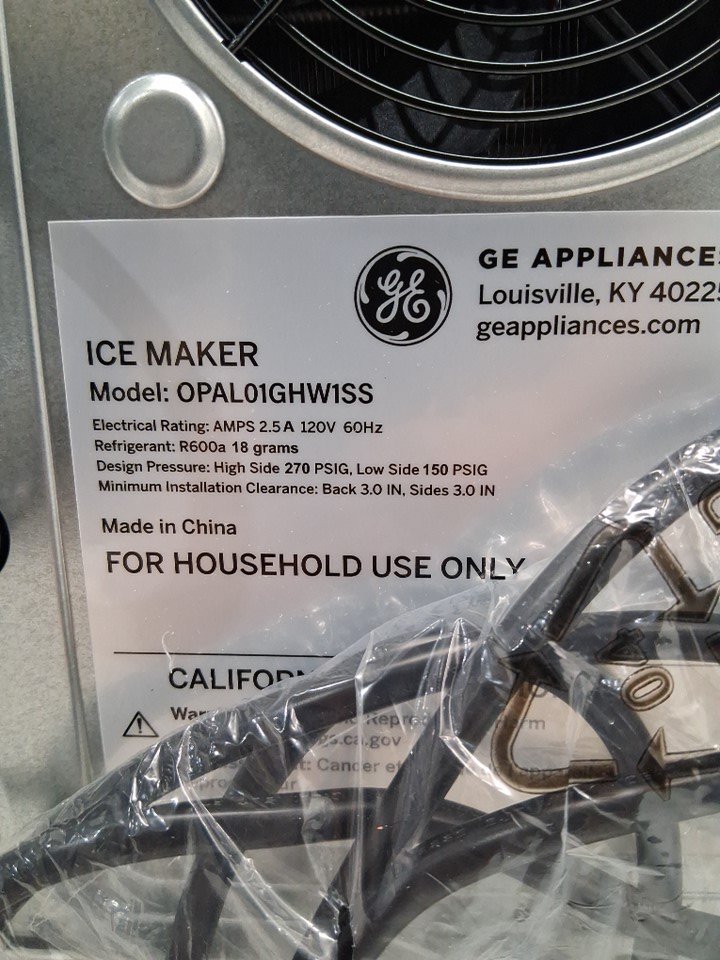 GE APPLIANCES
Louisville, KY 40225
geappliances.com
GE
ICE MAKER
Model: OPAL01GHW1SS
Electrical Rating: AMPS 2.5 A 120V 60Hz
Refrigerant: R600a 18 grams
Design Pressure: High Side 270 PSIG, Low Side 150 PSIG
Minimum Installation Clearance: Back 3.0 IN, Sides 3.0 IN
Made in China
FOR HOUSEHOLD USE ONLY